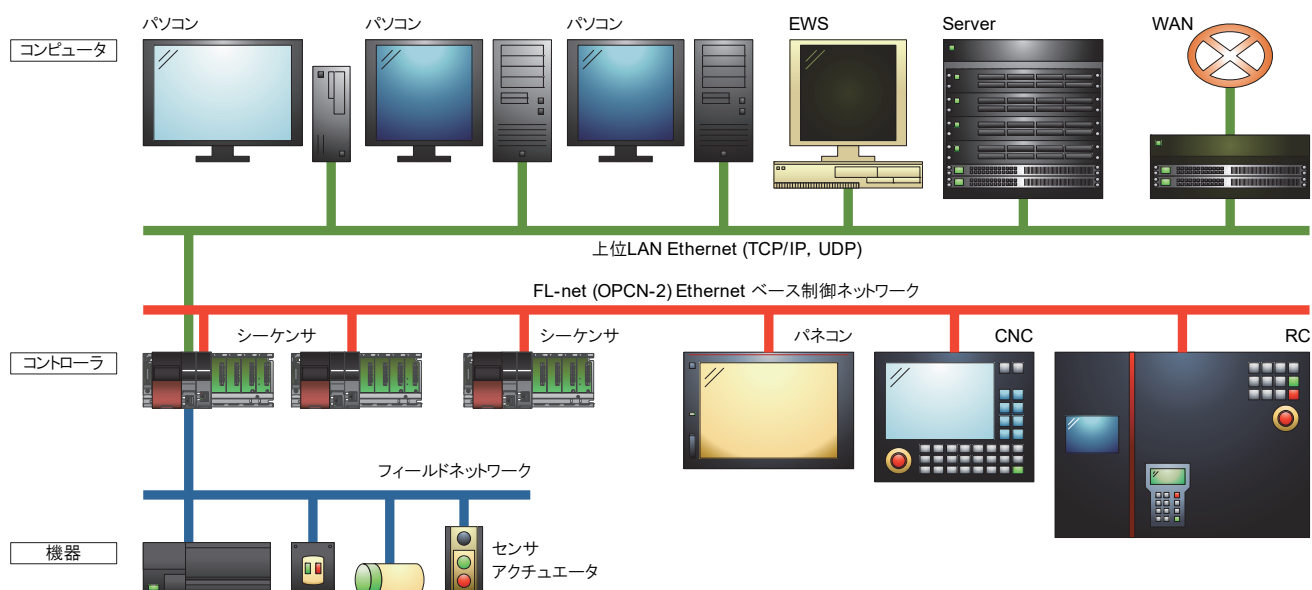 パソコン
パソコン
パソコン
EWS
Server
WAN
コンピュータ
上位LAN Ethernet (TCP/IP, UDP)
FL-net (OPCN-2) Ethernet ベース制御ネットワーク
シーケンサ
シーケンサ
パネコン
CNC
RC
コントローラ
フィールドネットワーク
機器
センサ
アクチュエータ